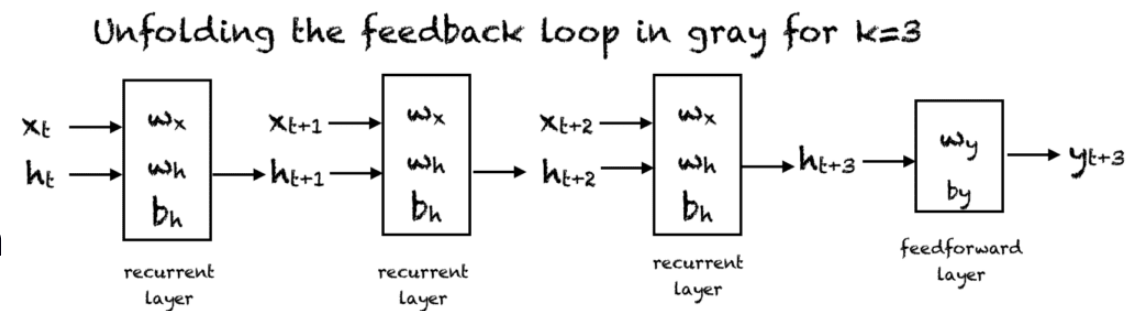 Unfolding the feedback loop in gray for k=3
xt
ht
wx
wh
bh
recurrent
layer
xt+1
ht+1
wx
wh
bh
recurrent
layer
xt+2
ht+2
wx
wh
bh
recurrent
layer
ht+3
wy
by
feedforward
layer
yt+3